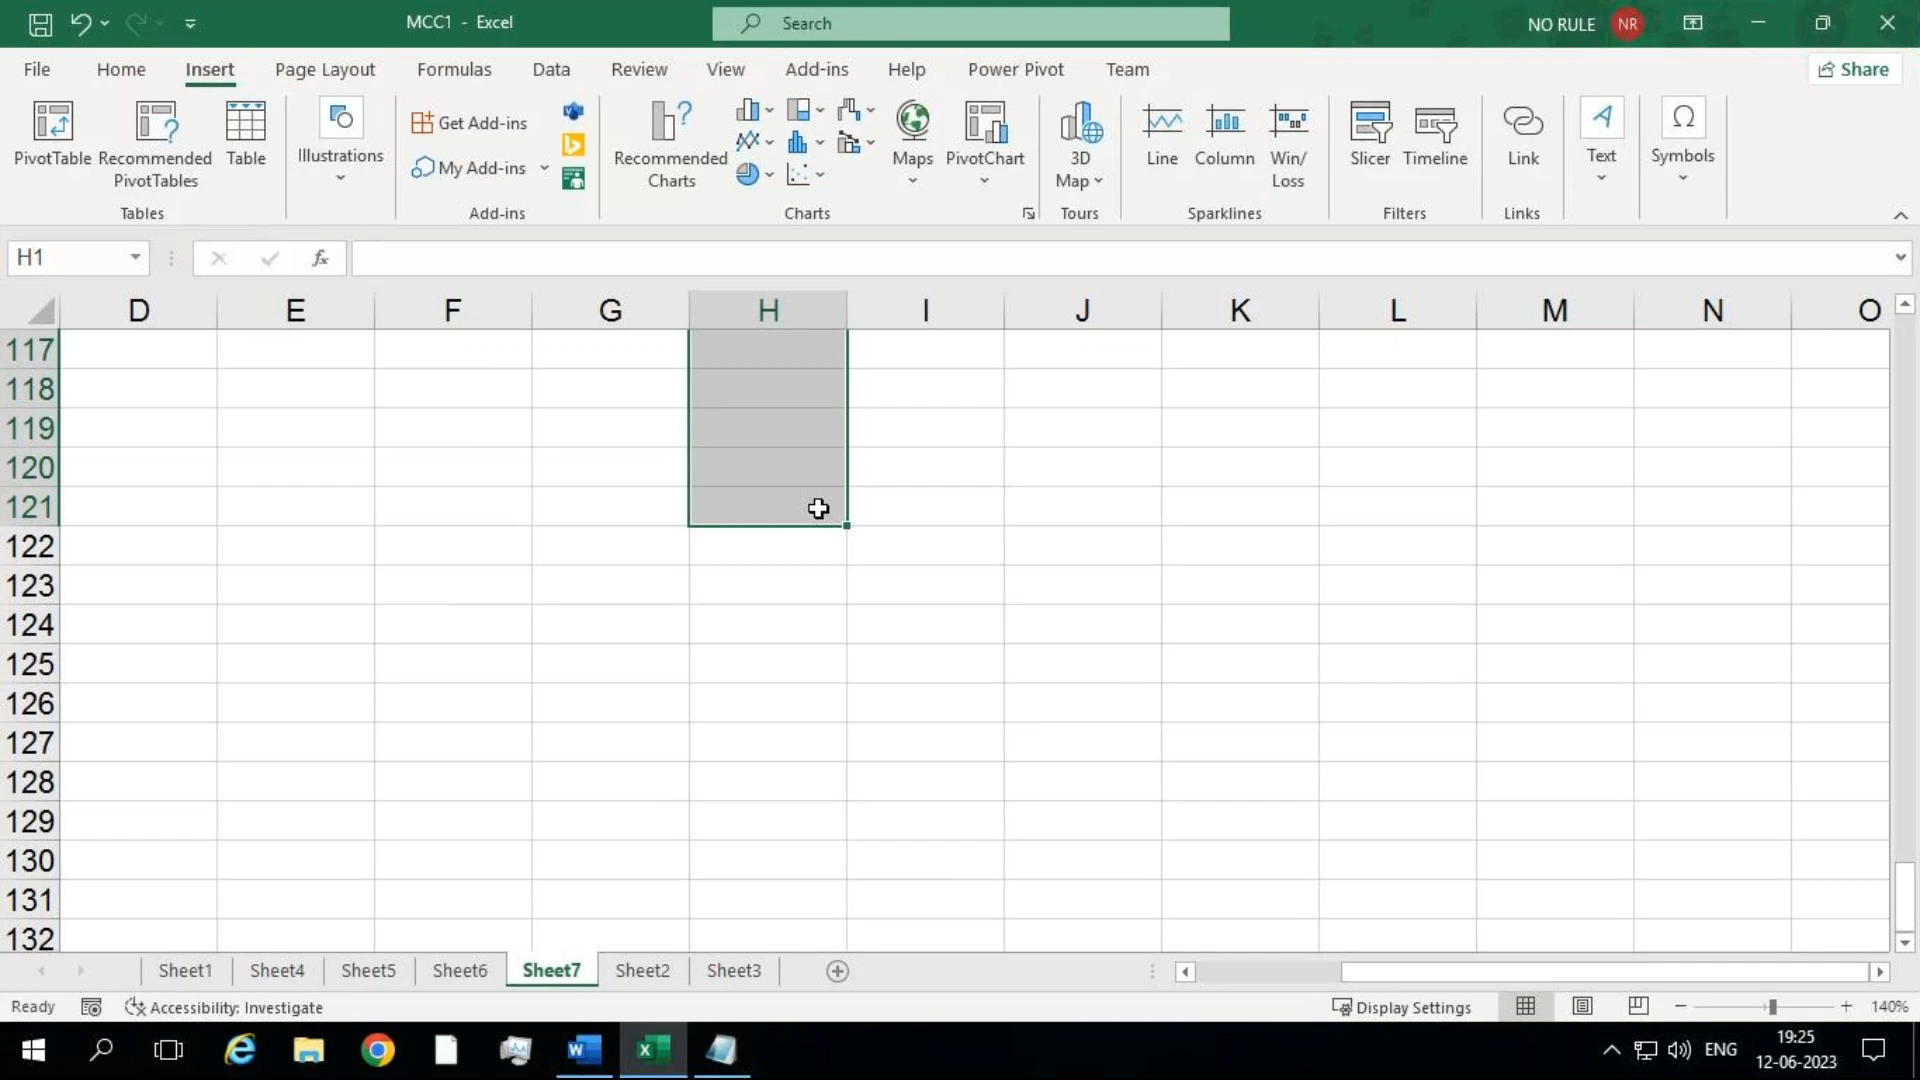 MCC1 - Excel
Search
NO RULE NR
File Home Insert Page Layout Formulas Data Review View Add-ins Help Power Pivot Team Share
PivotTable Recommended PivotTables Table
Illustrations
Get Add-ins
My Add-ins
Recommended Charts
Maps PivotChart
3D Map
Line Column Win/Loss
Slicer Timeline
Link
Text
Symbols
Tables Add-ins Charts Tours Sparklines Filters Links
H1 fx
D E F G H I J K L M N O
117
118
119
120
121
122
123
124
125
126
127
128
129
130
131
132
Sheet1 Sheet4 Sheet5 Sheet6 Sheet7 Sheet2 Sheet3
Ready Accessibility: Investigate Display Settings 140%
ENG 19:25
12-06-2023